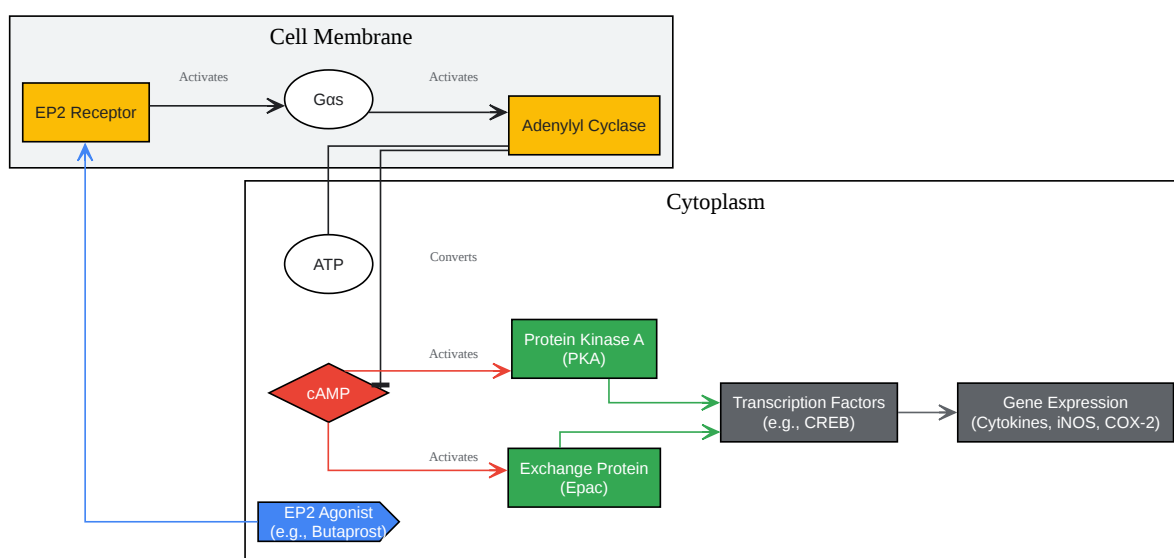 Cell Membrane
Activates
Activates
EP2 Receptor
Gαs
Adenylyl Cyclase
Cytoplasm
ATP
Converts
Protein Kinase A
(PKA)
Activates
cAMP
Transcription Factors
(e.g., CREB)
Gene Expression
(Cytokines, iNOS, COX-2)
Activates
Exchange Protein
(Epac)
EP2 Agonist
(e.g., Butaprost)